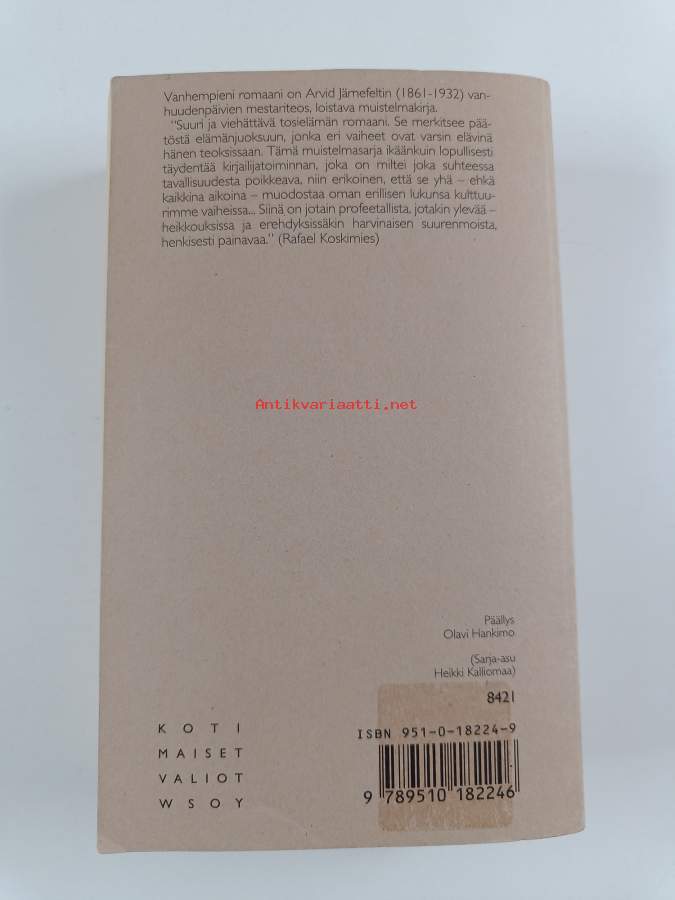 Vanhempieni romaani on Arvid Järnefeltin (1861-1932) van-
huudenpäivien mestariteos, loistava muistelmakirja.
"Suuri ja viehättävä tosielämän romaani. Se merkitsee pää-
töstä elämänjuoksuun, jonka eri vaiheet ovat varsin elävinä
hänen teoksissaan. Tämä muistelmasarja ikäänkuin lopullisesti
täydentää kirjailijatoiminnan, joka on miltei joka suhteessa
tavallisuudesta poikkeava, niin erikoinen, että se yhä – ehkä
kaikkina aikoina – muodostaa oman erillisen lukunsa kulttuu-
rimme vaiheissa... Siinä on jotain profeetallista, jotakin ylevää –
heikkouksissa ja erehdyksissäkin harvinaisen suurenmoista,
henkisesti painavaa." (Rafael Koskimies)
Antikvariaatti.net
Päällys
Olavi Hankimo
(Sarja-asu
Heikki Kalliomaa)
8421
KOTI
MAISET
VALIOT
WSOY
ISBN 951-0-18224-9
9 789510 182246